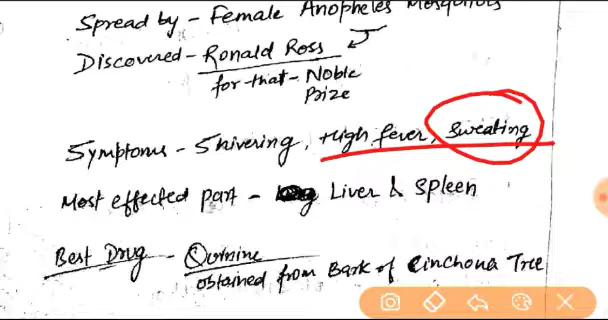 Spread by - Female Anopheles Mosquitos
Discovered - Ronald Ross
for that - Noble
Prize
Symptoms - Shivering, High fever, Sweating
Most effected part - Liver & Spleen
Best Drug - Quinine
obtained from Bark of Cinchona Tree